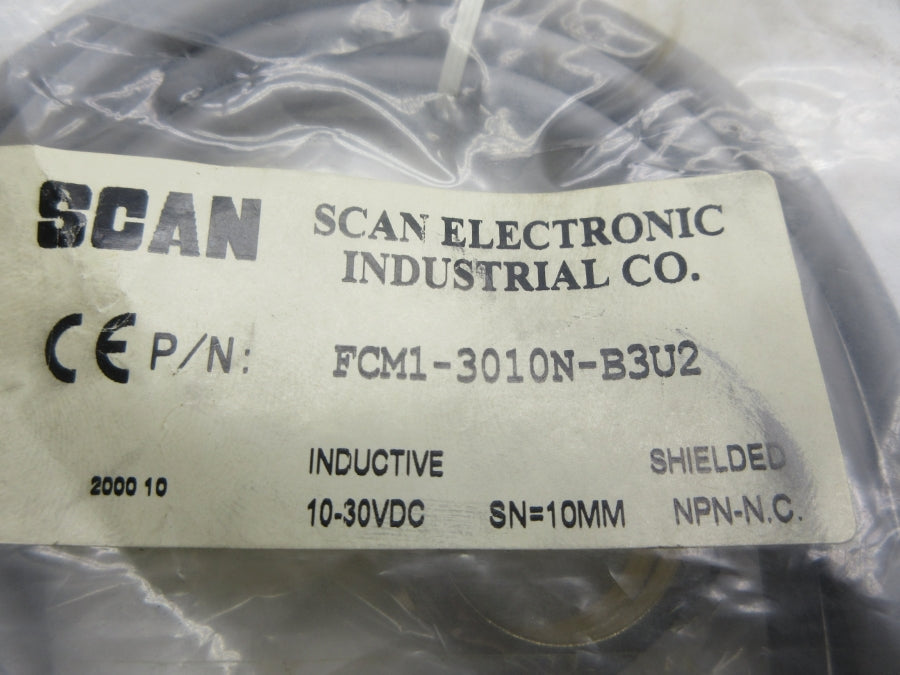 SCAN
SCAN ELECTRONIC
INDUSTRIAL CO.
CE P/N: FCM1-3010N-B3U2
INDUCTIVE SHIELDED
2000 10
10-30VDC SN=10MM NPN-N.C.